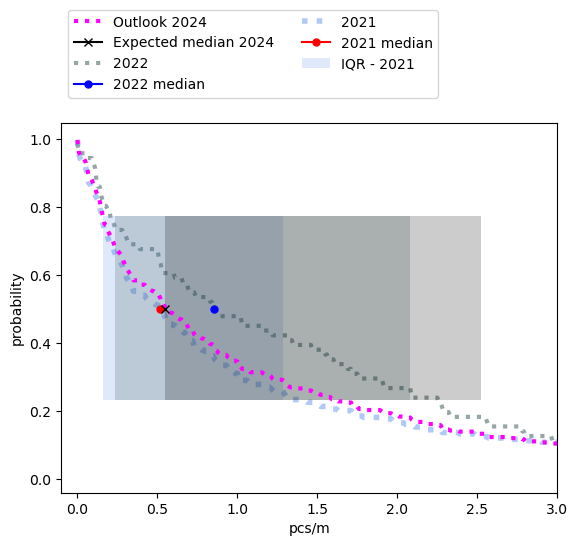 Outlook 2024
Expected median 2024
2022
2022 median
2021
2021 median
IQR - 2021
1.0
0.8
0.6
0.4
0.2
0.0
probability
0.0 0.5 1.0 1.5 2.0 2.5 3.0
pcs/m